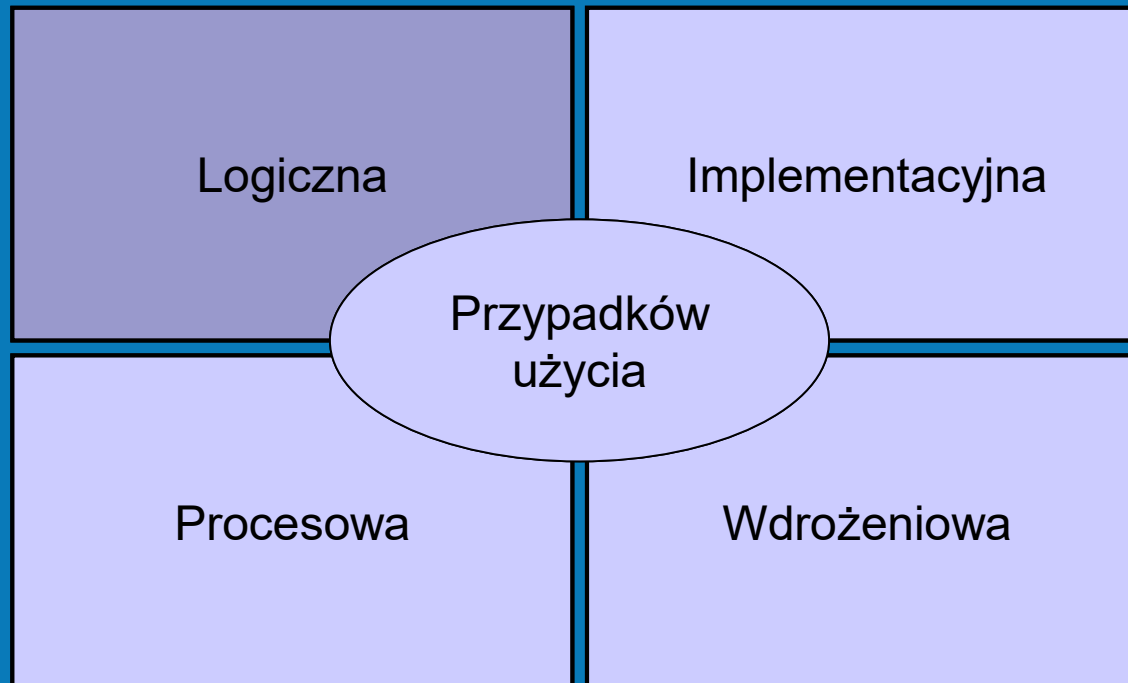 Logiczna
Implementacyjna
Przypadków
użycia
Procesowa
Wdrożeniowa